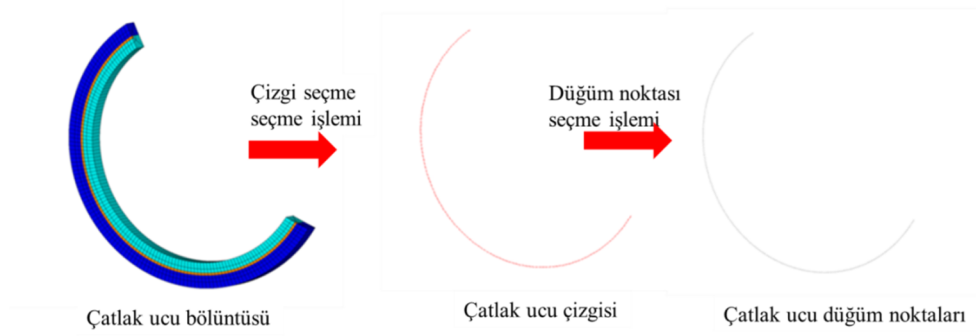 Çizgi seçme
seçme işlemi
Düğüm noktası
seçme işlemi
Çatlak ucu bölüntüsü
Çatlak ucu çizgisi
Çatlak ucu düğüm noktaları